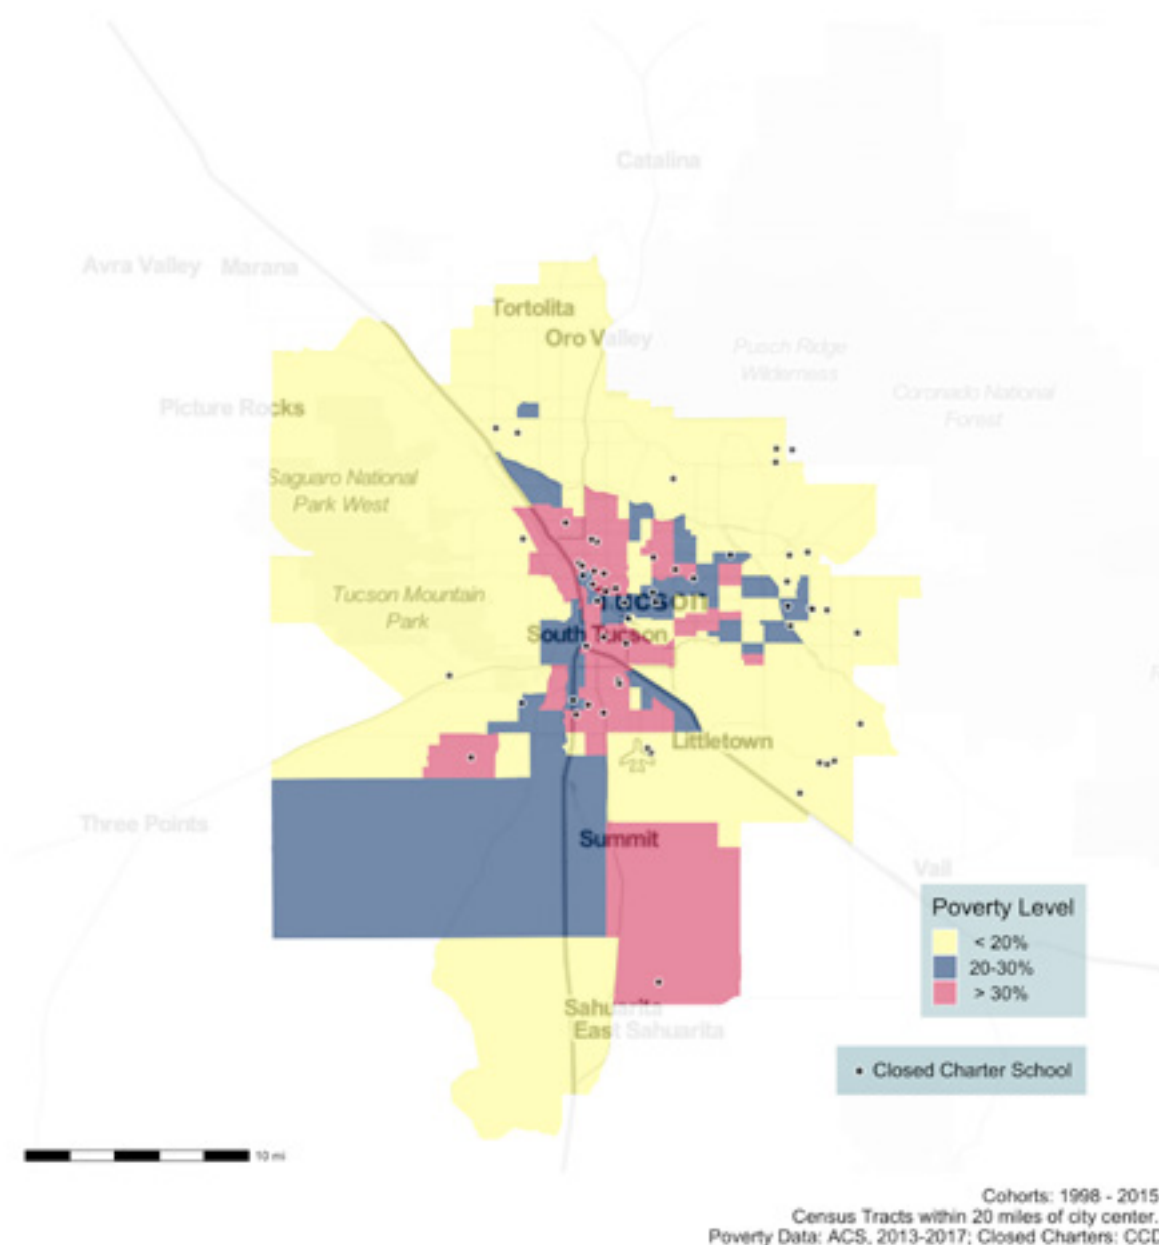 Catalina
Avra Valley Marana
Tortolita
Oro Valley
Pusch Ridge
Wilderness
Coronado National
Forest
Picture Rocks
Saguaro National
Park West
Tucson Mountain
Park
Tucson
South Tucson
Littletown
Three Points
Summit
Vail
Sahuarita
East Sahuarita
Poverty Level
< 20%
20-30%
> 30%
Closed Charter School
10 mi
Cohorts: 1998 - 2015
Census Tracts within 20 miles of city center.
Poverty Data: ACS, 2013-2017; Closed Charters: CCD